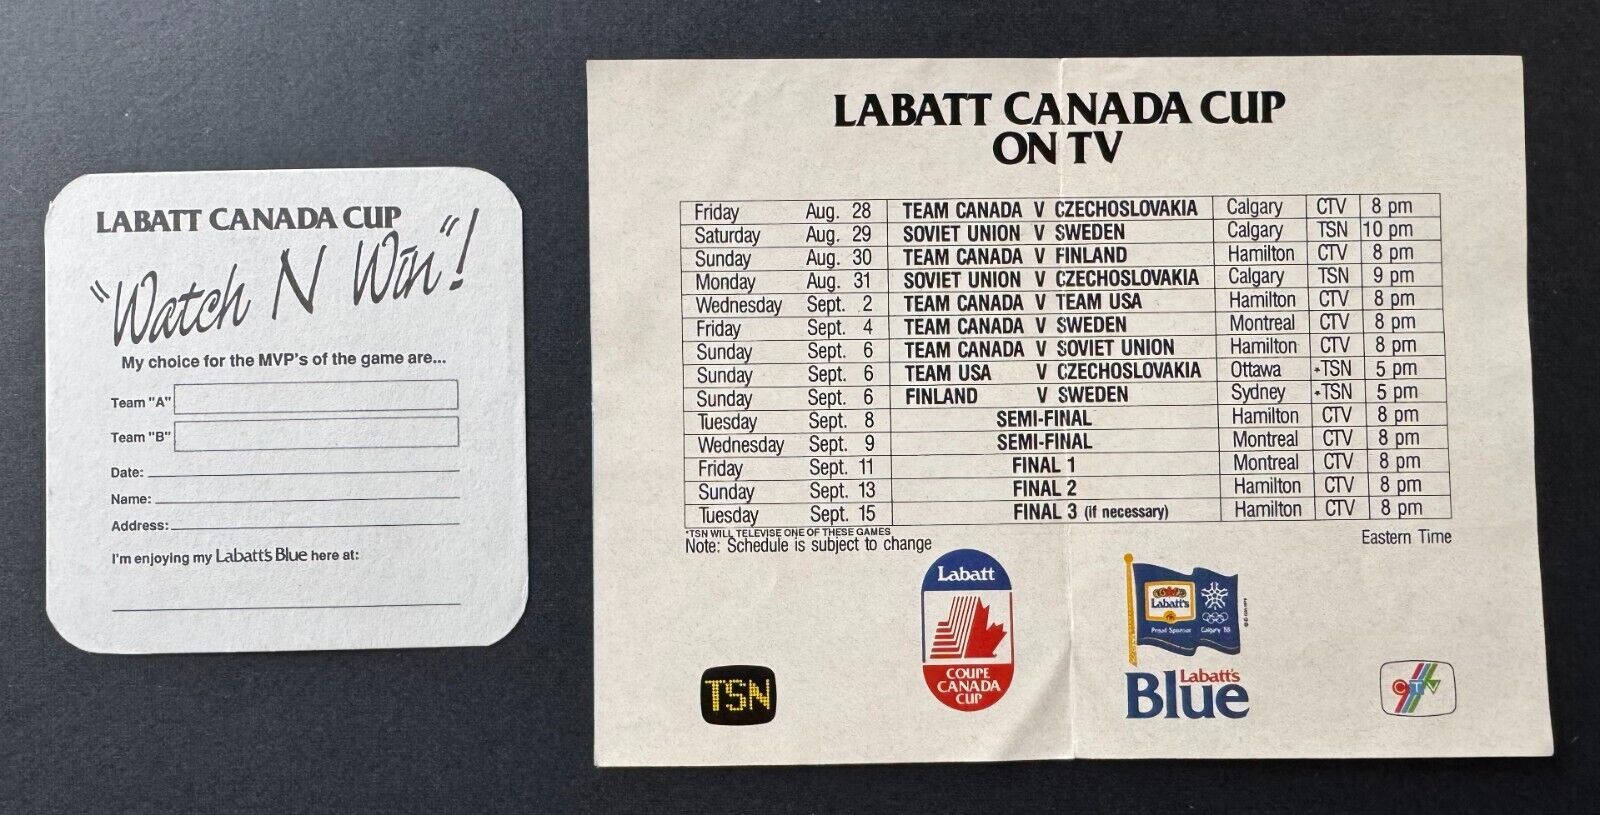 LABATT CANADA CUP
"Watch N Win"!
My choice for the MVP's of the game are...
Team "A"
Team "B"
Date:
Name:
Address:
I'm enjoying my Labatt's Blue here at:
LABATT CANADA CUP
ON TV
Friday Aug. 28 TEAM CANADA V CZECHOSLOVAKIA Calgary CTV 8 pm
Saturday Aug. 29 SOVIET UNION V SWEDEN Calgary TSN 10 pm
Sunday Aug. 30 TEAM CANADA V FINLAND Hamilton CTV 8 pm
Monday Aug. 31 SOVIET UNION V CZECHOSLOVAKIA Calgary TSN 9 pm
Wednesday Sept. 2 TEAM CANADA V TEAM USA Hamilton CTV 8 pm
Friday Sept. 4 TEAM CANADA V SWEDEN Montreal CTV 8 pm
Sunday Sept. 6 TEAM CANADA V SOVIET UNION Hamilton CTV 8 pm
Sunday Sept. 6 TEAM USA V CZECHOSLOVAKIA Ottawa *TSN 5 pm
Sunday Sept. 6 FINLAND V SWEDEN Sydney *TSN 5 pm
Tuesday Sept. 8 SEMI-FINAL Hamilton CTV 8 pm
Wednesday Sept. 9 SEMI-FINAL Montreal CTV 8 pm
Friday Sept. 11 FINAL 1 Montreal CTV 8 pm
Sunday Sept. 13 FINAL 2 Hamilton CTV 8 pm
Tuesday Sept. 15 FINAL 3 (if necessary) Hamilton CTV 8 pm
*TSN WILL TELEVISE ONE OF THESE GAMES
Note: Schedule is subject to change
Eastern Time
Labatt
COUPE
CANADA
CUP
Labatt's
Proud Sponsor Calgary '88
Labatt's
Blue
TSN
CTV